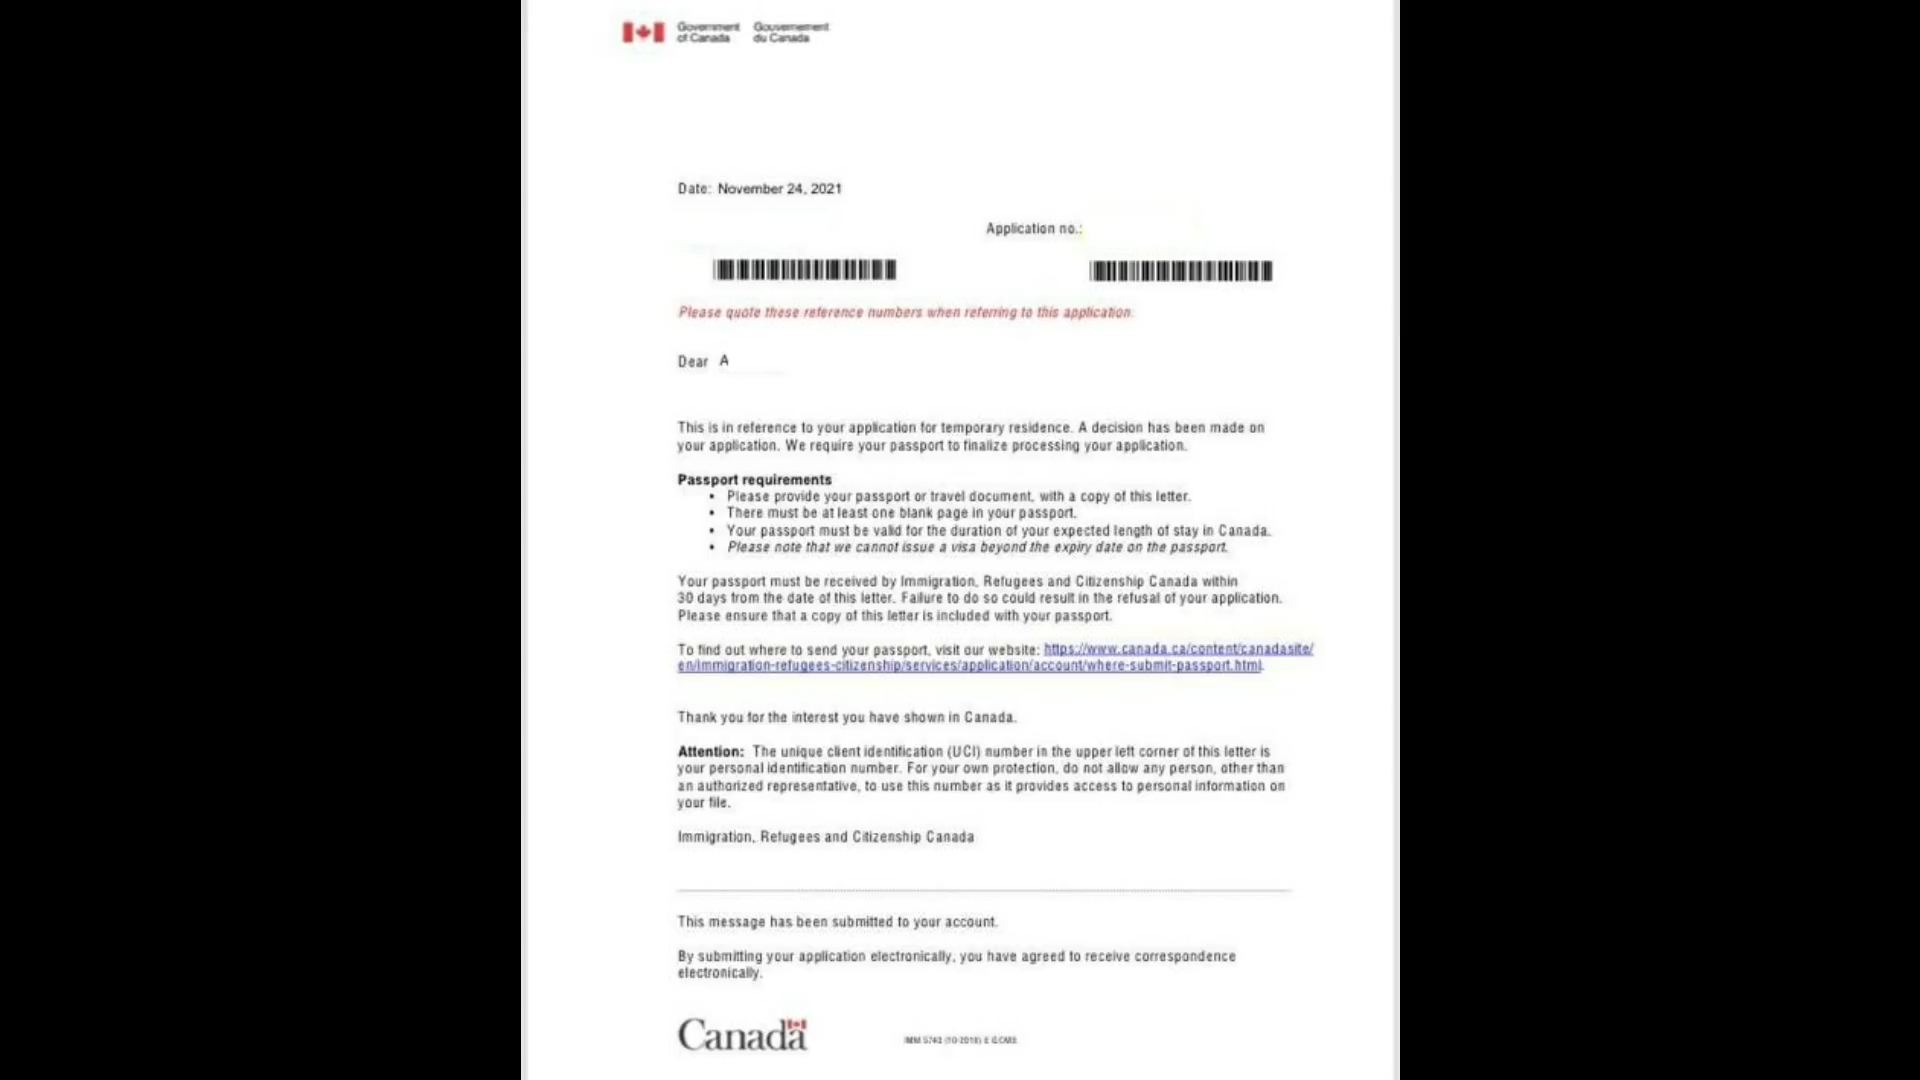 Government Gouvernement
of Canada du Canada
Date: November 24, 2021
Application no.:
Please quote these reference numbers when referring to this application.
Dear A
This is in reference to your application for temporary residence. A decision has been made on
your application. We require your passport to finalize processing your application.
Passport requirements
• Please provide your passport or travel document, with a copy of this letter.
• There must be at least one blank page in your passport.
• Your passport must be valid for the duration of your expected length of stay in Canada.
• Please note that we cannot issue a visa beyond the expiry date on the passport.
Your passport must be received by Immigration, Refugees and Citizenship Canada within
30 days from the date of this letter. Failure to do so could result in the refusal of your application.
Please ensure that a copy of this letter is included with your passport.
To find out where to send your passport, visit our website: https://www.canada.ca/content/canadasite/
en/immigration-refugees-citizenship/services/application/account/where-submit-passport.html.
Thank you for the interest you have shown in Canada.
Attention: The unique client identification (UCI) number in the upper left corner of this letter is
your personal identification number. For your own protection, do not allow any person, other than
an authorized representative, to use this number as it provides access to personal information on
your file.
Immigration, Refugees and Citizenship Canada
This message has been submitted to your account.
By submitting your application electronically, you have agreed to receive correspondence
electronically.
Canada
IMM (10-2018) E